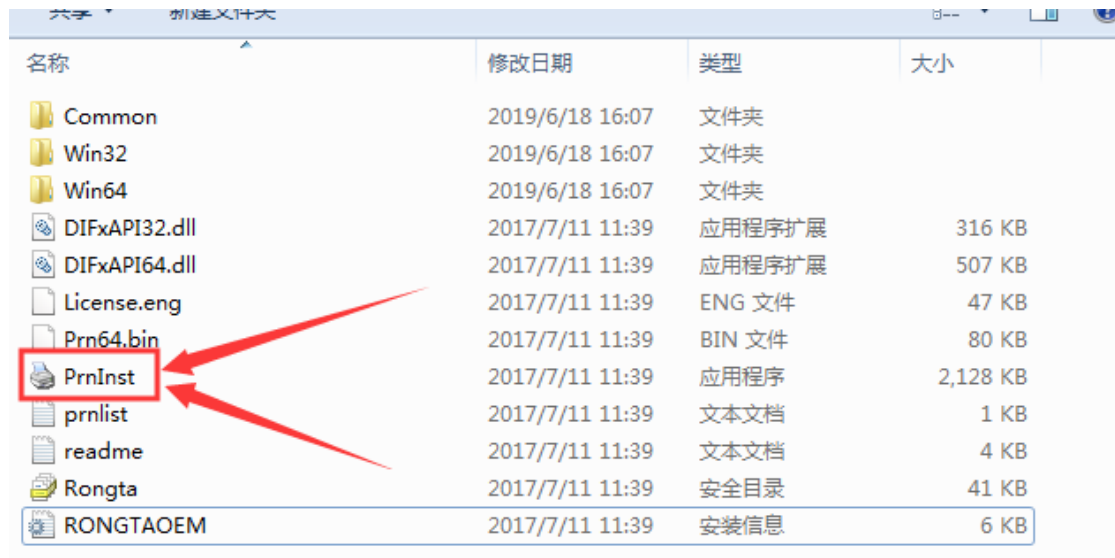 共享 新建文件夹
名称 修改日期 类型 大小
Common 2019/6/18 16:07 文件夹
Win32 2019/6/18 16:07 文件夹
Win64 2019/6/18 16:07 文件夹
DIFxAPI32.dll 2017/7/11 11:39 应用程序扩展 316 KB
DIFxAPI64.dll 2017/7/11 11:39 应用程序扩展 507 KB
License.eng 2017/7/11 11:39 ENG 文件 47 KB
Prn64.bin 2017/7/11 11:39 BIN 文件 80 KB
PrnInst 2017/7/11 11:39 应用程序 2,128 KB
prnlist 2017/7/11 11:39 文本文档 1 KB
readme 2017/7/11 11:39 文本文档 4 KB
Rongta 2017/7/11 11:39 安全目录 41 KB
RONGTAOEM 2017/7/11 11:39 安装信息 6 KB